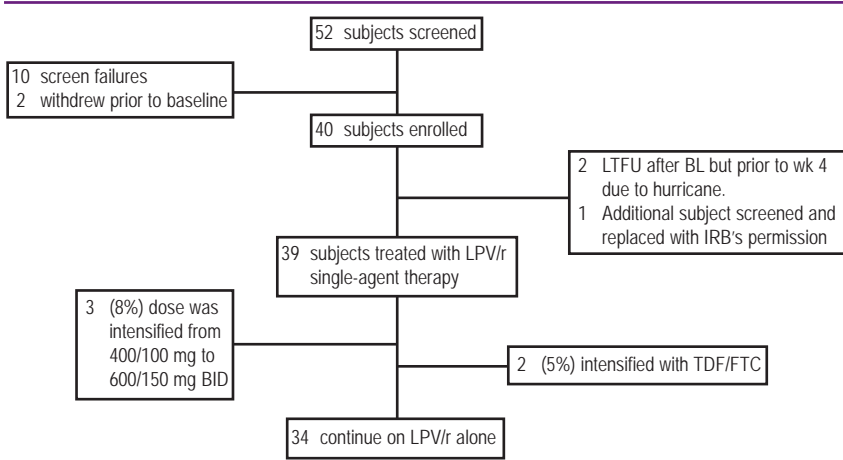 52 subjects screened
10 screen failures
2 withdrew prior to baseline
40 subjects enrolled
2 LTFU after BL but prior to wk 4
due to hurricane.
1 Additional subject screened and
replaced with IRB's permission
39 subjects treated with LPV/r
single-agent therapy
3 (8%) dose was
intensified from
400/100 mg to
600/150 mg BID
2 (5%) intensified with TDF/FTC
34 continue on LPV/r alone